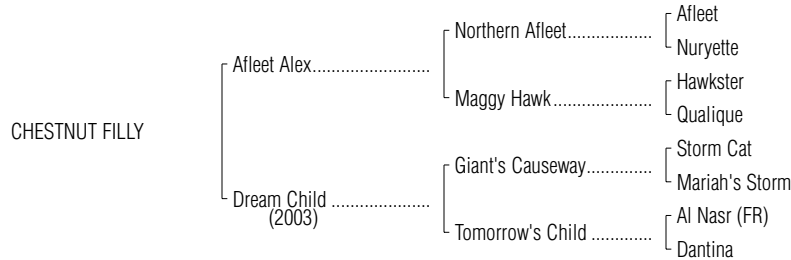 Afleet
Northern Afleet....................
Nuryette
Afleet Alex.........................
Hawkster
Maggy Hawk.......................
Qualique
CHESTNUT FILLY
Storm Cat
Giant's Causeway...............
Mariah's Storm
Dream Child .....................
(2003)
Al Nasr (FR)
Tomorrow's Child ..............
Dantina